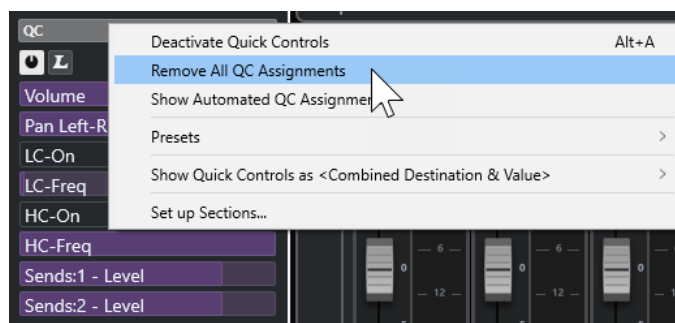 QC
L
Volume
Pan Left-R
LC-On
LC-Freq
HC-On
HC-Freq
Sends:1 - Level
Sends:2 - Level
Deactivate Quick Controls Alt+A
Remove All QC Assignments
Show Automated QC Assignmen
Presets
Show Quick Controls as <Combined Destination & Value>
Set up Sections...
6 6 6
0 0 0
12 12 1